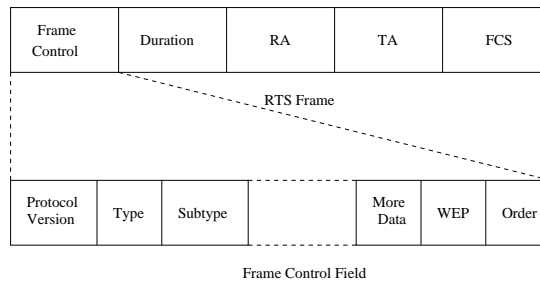 Frame
Control
Duration
RA
TA
FCS
RTS Frame
Protocol
Version
Type
Subtype
More
Data
WEP
Order
Frame Control Field